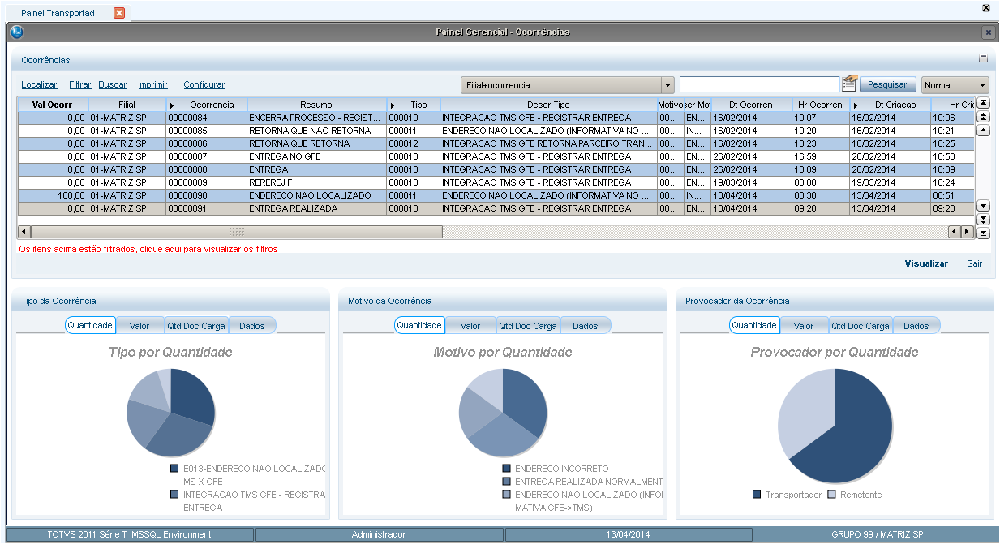 Painel Transportad
Painel Gerencial - Ocorrências
Ocorrências
Localizar Filtrar Buscar Imprimir Configurar Filial+ocorrencia Pesquisar Normal
Val Ocorr Filial Ocorrencia Resumo Tipo Descr Tipo Motivo scr Mot Dt Ocorren Hr Ocorren Dt Criacao Hr Cria
0,00 01-MATRIZ SP 00000084 ENCERRA PROCESSO - REGIST... 000010 INTEGRACAO TMS GFE - REGISTRAR ENTREGA 00... EN... 16/02/2014 10:07 16/02/2014 10:06
0,00 01-MATRIZ SP 00000085 RETORNA QUE NAO RETORNA 000011 ENDERECO NAO LOCALIZADO (INFORMATIVA NO ... 00... IN... 16/02/2014 10:20 16/02/2014 10:21
0,00 01-MATRIZ SP 00000086 RETORNA QUE RETORNA 000012 INTEGRACAO TMS GFE RETORNA PARCEIRO TRAN... 00... EN... 16/02/2014 10:23 16/02/2014 10:25
0,00 01-MATRIZ SP 00000087 ENTREGA NO GFE 000010 INTEGRACAO TMS GFE - REGISTRAR ENTREGA 00... EN... 26/02/2014 16:59 26/02/2014 16:58
0,00 01-MATRIZ SP 00000088 ENTREGA 000010 INTEGRACAO TMS GFE - REGISTRAR ENTREGA 00... EN... 26/02/2014 18:09 26/02/2014 18:09
0,00 01-MATRIZ SP 00000089 REREREJ F 000010 INTEGRACAO TMS GFE - REGISTRAR ENTREGA 00... EN... 19/03/2014 08:00 19/03/2014 16:24
100,00 01-MATRIZ SP 00000090 ENDERECO NAO LOCALIZADO 000011 ENDERECO NAO LOCALIZADO (INFORMATIVA NO ... 00... IN... 13/04/2014 08:30 13/04/2014 08:51
0,00 01-MATRIZ SP 00000091 ENTREGA REALIZADA 000010 INTEGRACAO TMS GFE - REGISTRAR ENTREGA 00... EN... 13/04/2014 09:20 13/04/2014 09:20
Os itens acima estão filtrados, clique aqui para visualizar os filtros
Visualizar Sair
Tipo da Ocorrência
Quantidade Valor Qtd Doc Carga Dados
Tipo por Quantidade
E013-ENDERECO NAO LOCALIZADO
MS X GFE
INTEGRACAO TMS GFE - REGISTRA
ENTREGA
Motivo da Ocorrência
Quantidade Valor Qtd Doc Carga Dados
Motivo por Quantidade
ENDERECO INCORRETO
ENTREGA REALIZADA NORMALMENT
ENDERECO NAO LOCALIZADO (INFO
MATIVA GFE->TMS)
Provocador da Ocorrência
Quantidade Valor Qtd Doc Carga Dados
Provocador por Quantidade
Transportador Remetente
TOTVS 2011 Série T MSSQL Environment Administrador 13/04/2014 GRUPO 99 / MATRIZ SP